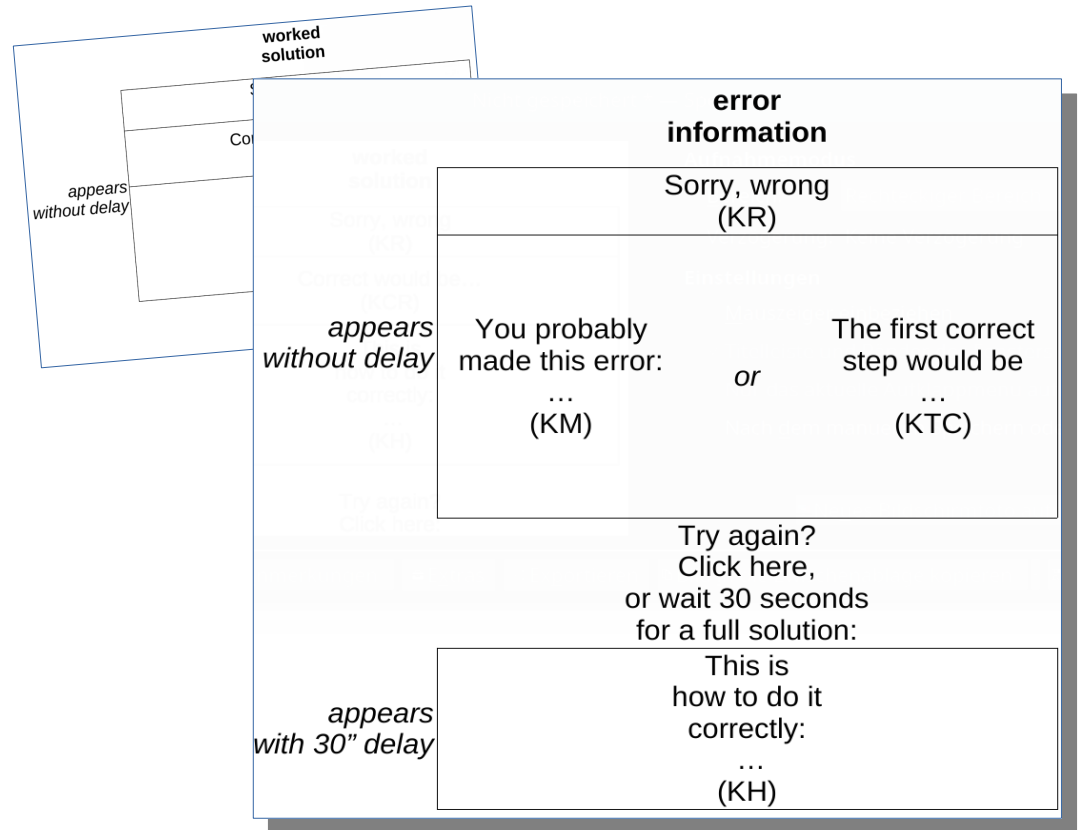 worked
solution
appears
without delay
error
information
Sorry, wrong
(KR)
appears
without delay
You probably
made this error:
…
(KM)
or
The first correct
step would be
…
(KTC)
Try again?
Click here,
or wait 30 seconds
for a full solution:
appears
with 30” delay
This is
how to do it
correctly:
…
(KH)